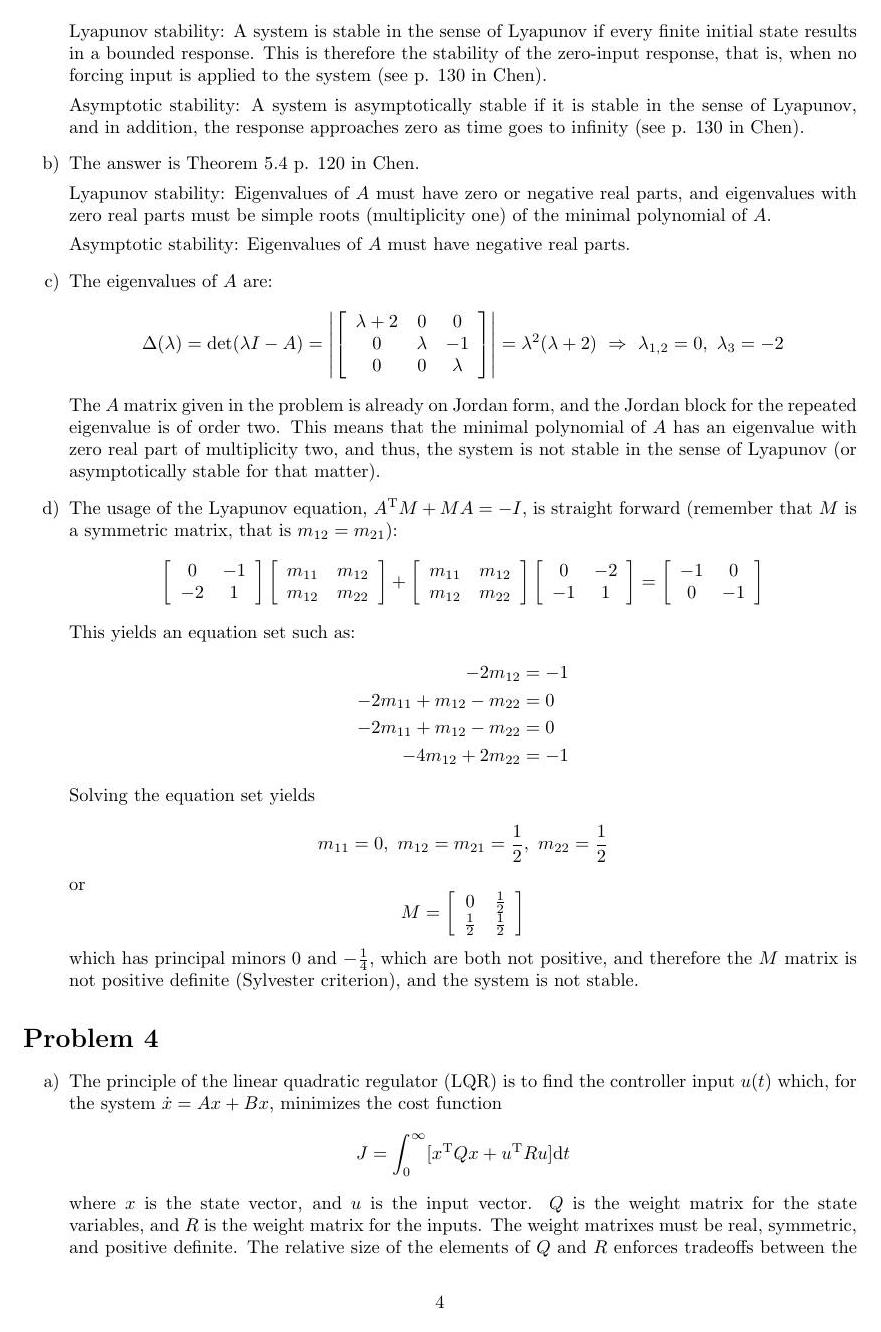 Lyapunov stability: A system is stable in the sense of Lyapunov if every finite initial state results
in a bounded response. This is therefore the stability of the zero-input response, that is, when no
forcing input is applied to the system (see p. 130 in Chen).
Asymptotic stability: A system is asymptotically stable if it is stable in the sense of Lyapunov,
and in addition, the response approaches zero as time goes to infinity (see p. 130 in Chen).
b) The answer is Theorem 5.4 p. 120 in Chen.
Lyapunov stability: Eigenvalues of A must have zero or negative real parts, and eigenvalues with
zero real parts must be simple roots (multiplicity one) of the minimal polynomial of A.
Asymptotic stability: Eigenvalues of A must have negative real parts.
c) The eigenvalues of A are:
Δ(λ) = det(λI − A) = |[ λ + 2 0 0 ; 0 λ −1 ; 0 0 λ ]| = λ²(λ + 2) ⇒ λ₁,₂ = 0, λ₃ = −2
The A matrix given in the problem is already on Jordan form, and the Jordan block for the repeated
eigenvalue is of order two. This means that the minimal polynomial of A has an eigenvalue with
zero real part of multiplicity two, and thus, the system is not stable in the sense of Lyapunov (or
asymptotically stable for that matter).
d) The usage of the Lyapunov equation, AᵀM + MA = −I, is straight forward (remember that M is
a symmetric matrix, that is m₁₂ = m₂₁):
[ 0 −1 ; −2 1 ] [ m₁₁ m₁₂ ; m₁₂ m₂₂ ] + [ m₁₁ m₁₂ ; m₁₂ m₂₂ ] [ 0 −2 ; −1 1 ] = [ −1 0 ; 0 −1 ]
This yields an equation set such as:
−2m₁₂ = −1
−2m₁₁ + m₁₂ − m₂₂ = 0
−2m₁₁ + m₁₂ − m₂₂ = 0
−4m₁₂ + 2m₂₂ = −1
Solving the equation set yields
m₁₁ = 0, m₁₂ = m₂₁ = 1/2, m₂₂ = 1/2
or
M = [ 0 1/2 ; 1/2 1/2 ]
which has principal minors 0 and −1/4, which are both not positive, and therefore the M matrix is
not positive definite (Sylvester criterion), and the system is not stable.
Problem 4
a) The principle of the linear quadratic regulator (LQR) is to find the controller input u(t) which, for
the system ẋ = Ax + Bx, minimizes the cost function
J = ∫₀^∞ [xᵀQx + uᵀRu]dt
where x is the state vector, and u is the input vector. Q is the weight matrix for the state
variables, and R is the weight matrix for the inputs. The weight matrixes must be real, symmetric,
and positive definite. The relative size of the elements of Q and R enforces tradeoffs between the
4